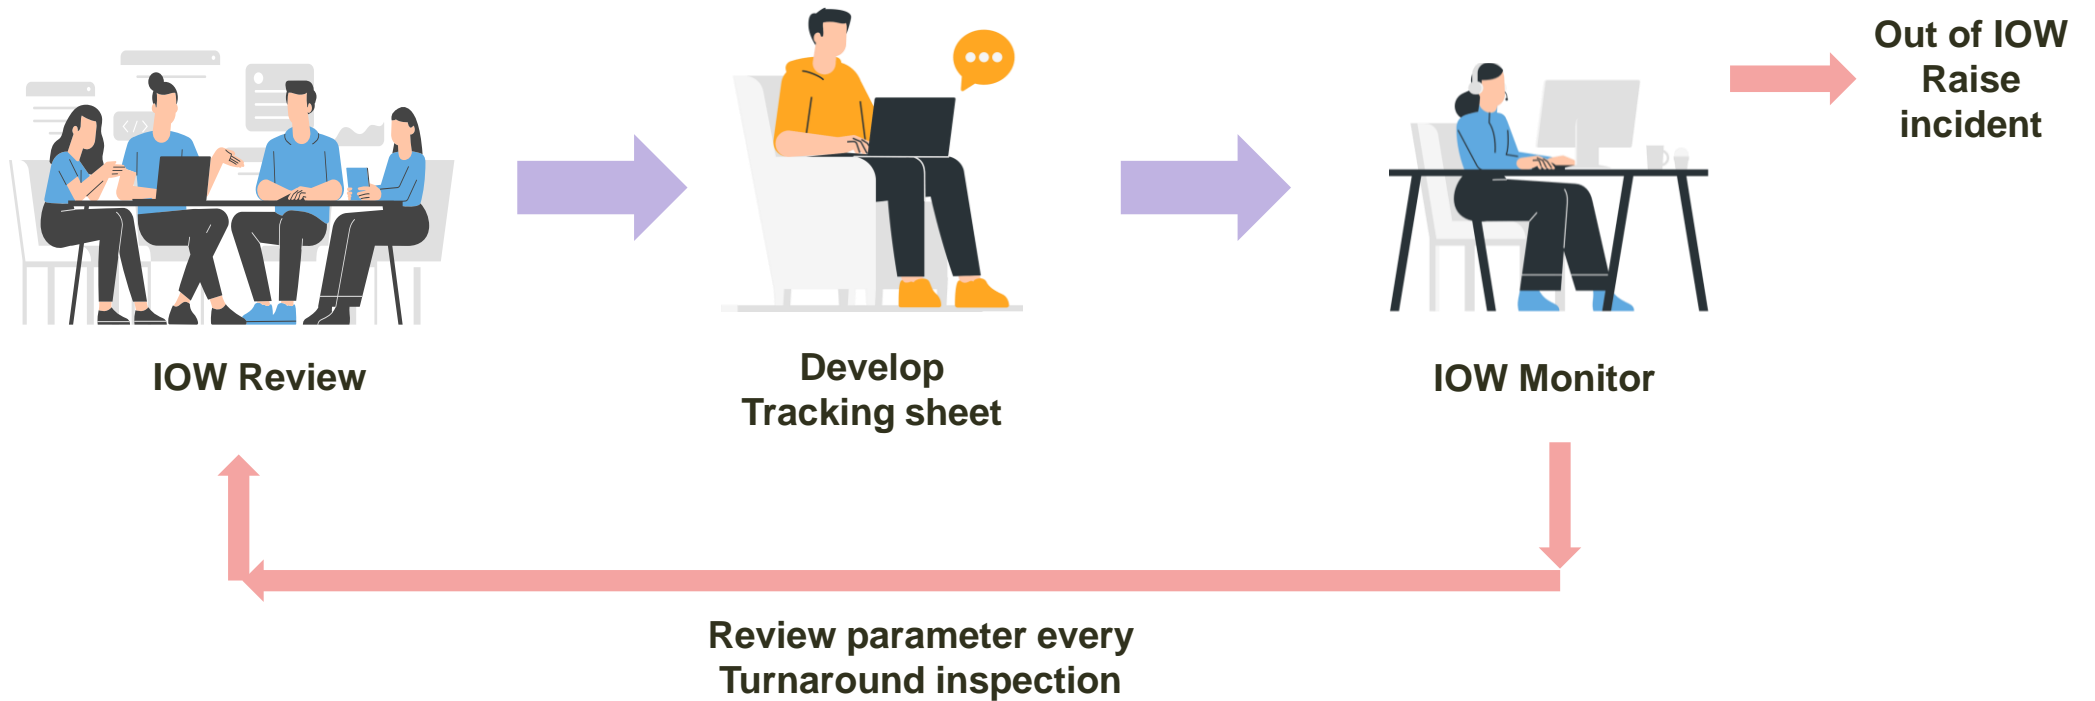 Out of IOW
Raise
incident
IOW Review
Develop
Tracking sheet
IOW Monitor
Review parameter every
Turnaround inspection